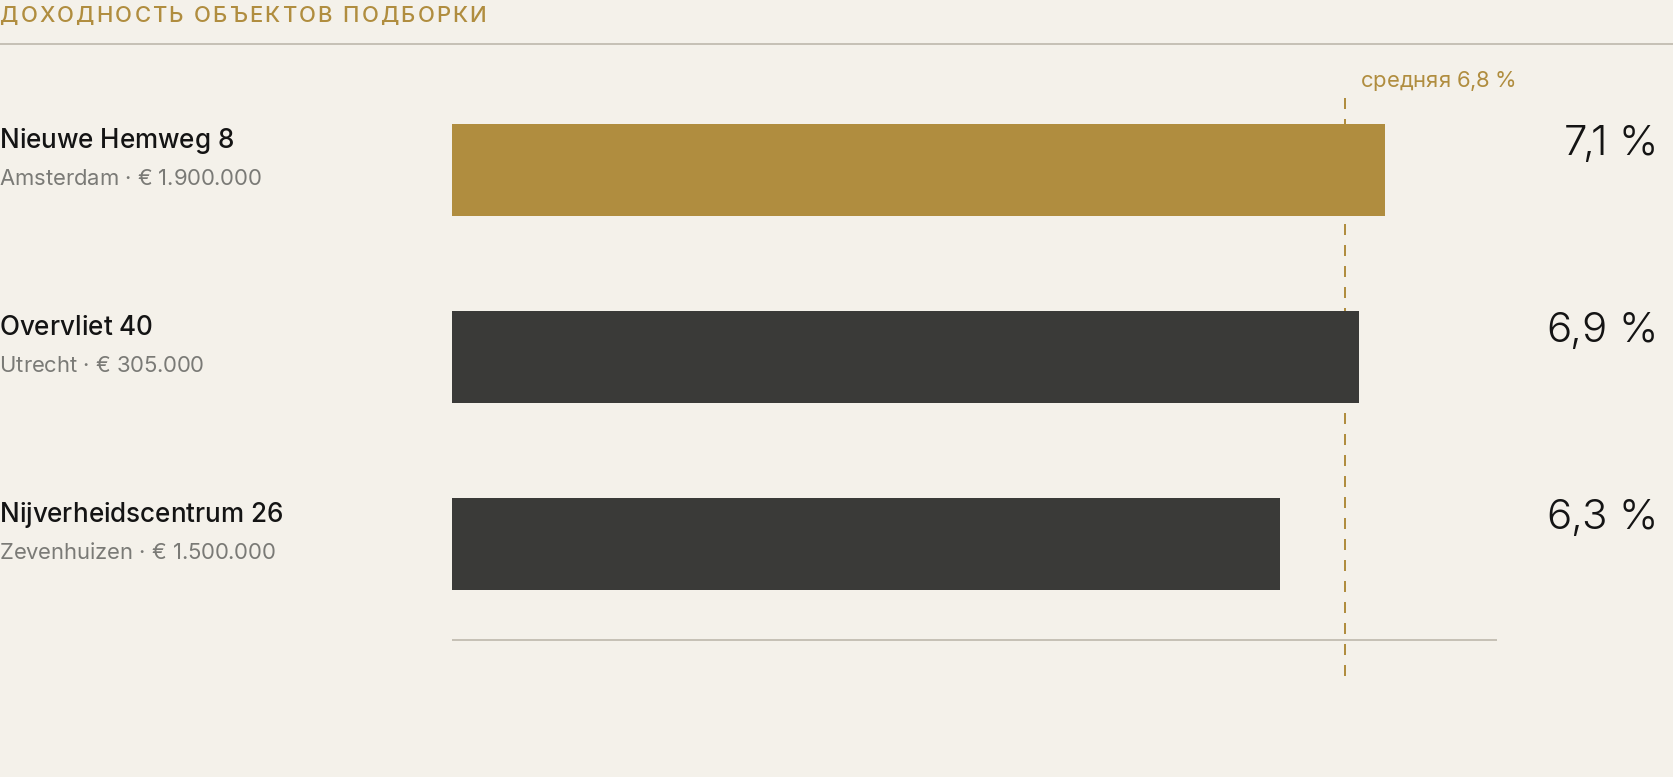 ДОХОДНОСТЬ ОБЪЕКТОВ ПОДБОРКИ
средняя 6,8 %
Nieuwe Hemweg 8
7,1 %
Amsterdam · € 1.900.000
Overvliet 40
6,9 %
Utrecht · € 305.000
Nijverheidscentrum 26
6,3 %
Zevenhuizen · € 1.500.000